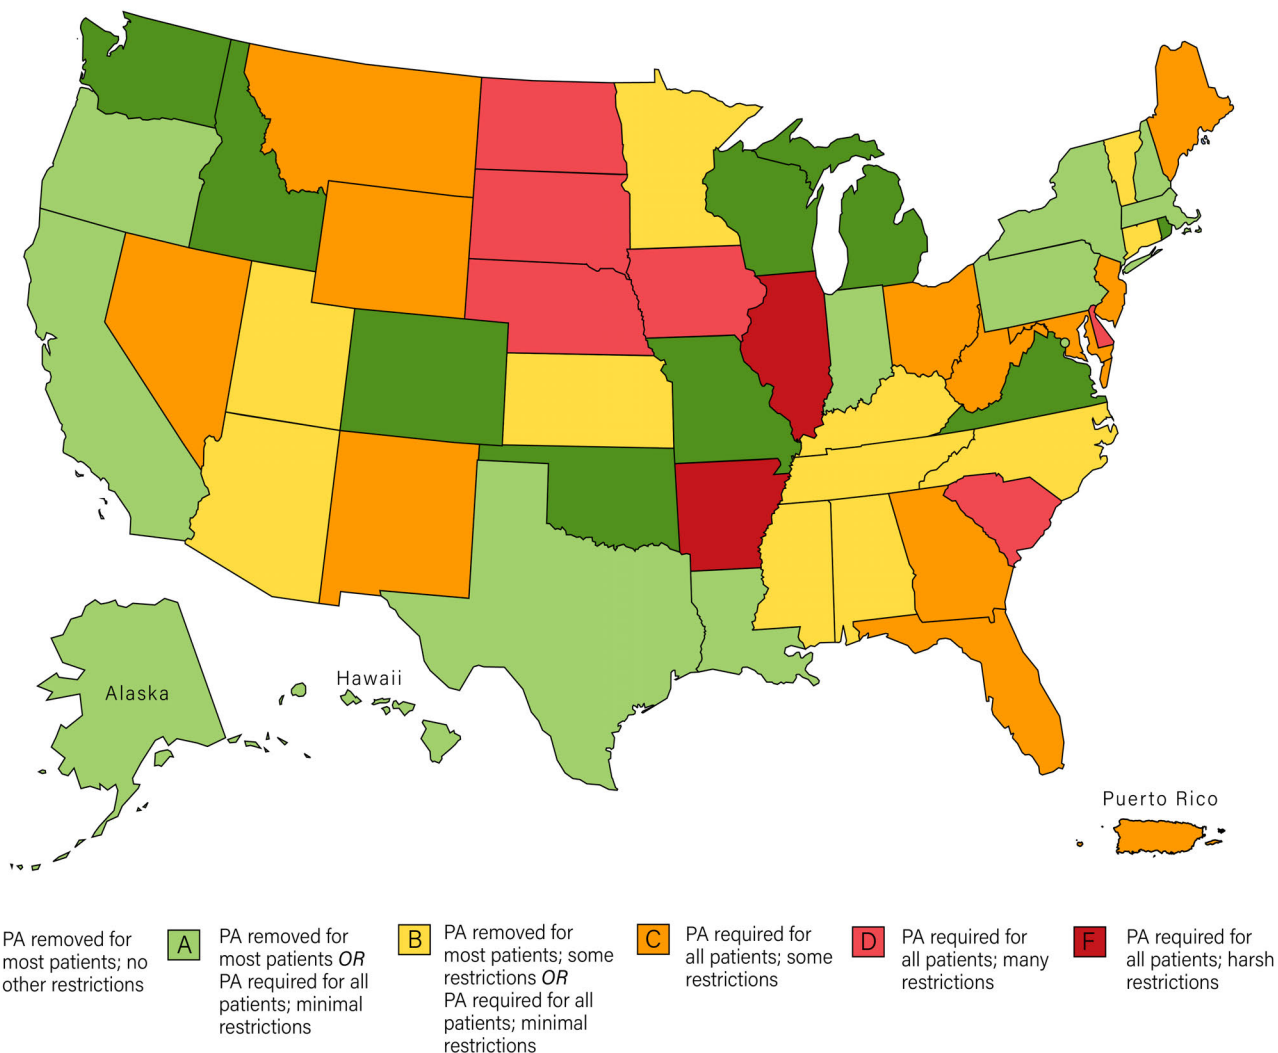 Alaska
Hawaii
Puerto Rico
PA removed for
most patients; no
other restrictions
A
PA removed for
most patients OR
PA required for all
patients; minimal
restrictions
B
PA removed for
most patients; some
restrictions OR
PA required for all
patients; minimal
restrictions
C
PA required for
all patients; some
restrictions
D
PA required for
all patients; many
restrictions
F
PA required for
all patients; harsh
restrictions